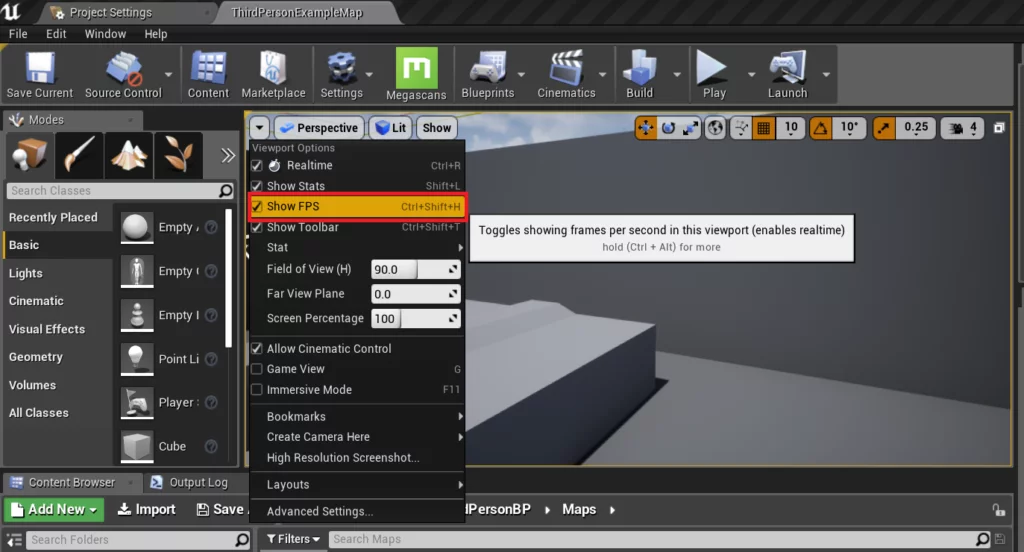 Project Settings
ThirdPersonExampleMap
File Edit Window Help
Save Current Source Control Content Marketplace Settings Megascans Blueprints Cinematics Build Play Launch
Modes
Perspective Lit Show 10 10° 0.25 4
Search Classes
Recently Placed
Basic
Lights
Cinematic
Visual Effects
Geometry
Volumes
All Classes
Empty
Empty
Empty
Point Li
Player
Cube
Viewport Options
Realtime Ctrl+R
Show Stats Shift+L
Show FPS Ctrl+Shift+H
Show Toolbar Ctrl+Shift+T
Stat
Field of View (H) 90.0
Far View Plane 0.0
Screen Percentage 100
Allow Cinematic Control
Game View G
Immersive Mode F11
Bookmarks
Create Camera Here
High Resolution Screenshot...
Layouts
Advanced Settings...
Toggles showing frames per second in this viewport (enables realtime)
hold (Ctrl + Alt) for more
Content Browser Output Log
Add New Import Save dPersonBP Maps
Search Folders Filters Search Maps